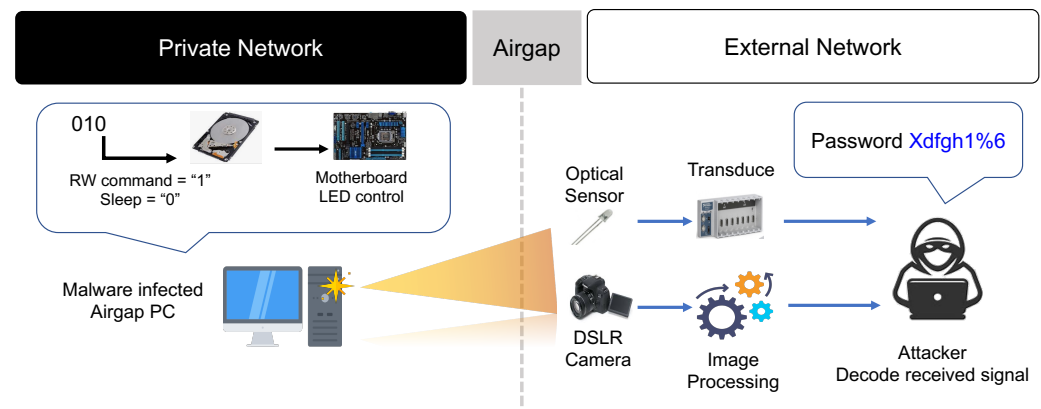 Private Network
Airgap
External Network
010
RW command = “1”
Sleep = “0”
Motherboard
LED control
Malware infected
Airgap PC
Optical
Sensor
Transduce
Password Xdfgh1%6
DSLR
Camera
Image
Processing
Attacker
Decode received signal